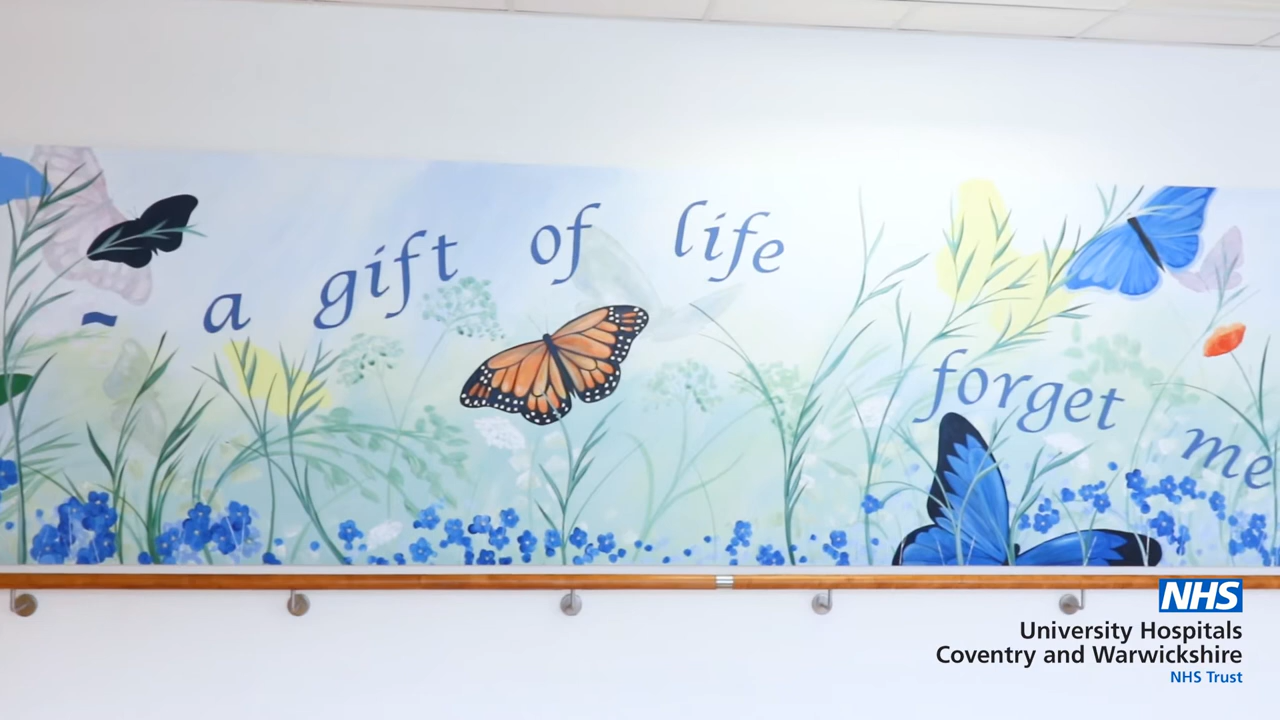 ~ a gift of life
forget me
NHS
University Hospitals
Coventry and Warwickshire
NHS Trust